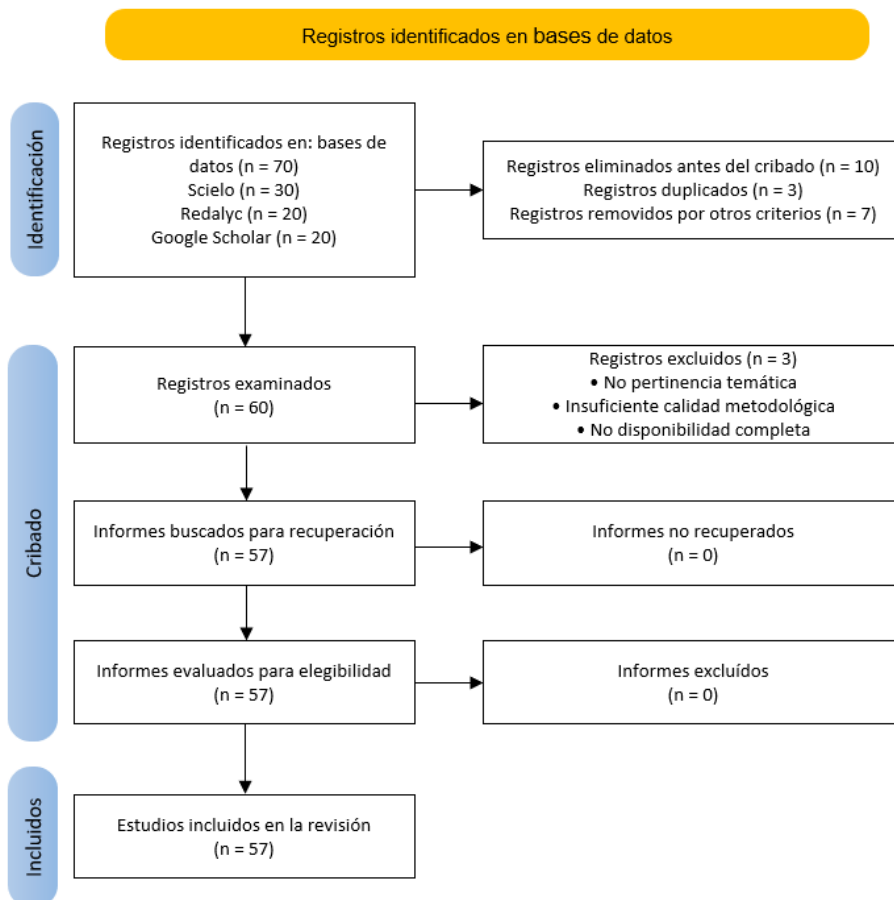 Registros identificados en bases de datos
Identificación
Registros identificados en: bases de
datos (n = 70)
Scielo (n = 30)
Redalyc (n = 20)
Google Scholar (n = 20)
Registros eliminados antes del cribado (n = 10)
Registros duplicados (n = 3)
Registros removidos por otros criterios (n = 7)
Cribado
Registros examinados
(n = 60)
Registros excluidos (n = 3)
• No pertinencia temática
• Insuficiente calidad metodológica
• No disponibilidad completa
Informes buscados para recuperación
(n = 57)
Informes no recuperados
(n = 0)
Informes evaluados para elegibilidad
(n = 57)
Informes excluídos
(n = 0)
Incluidos
Estudios incluidos en la revisión
(n = 57)